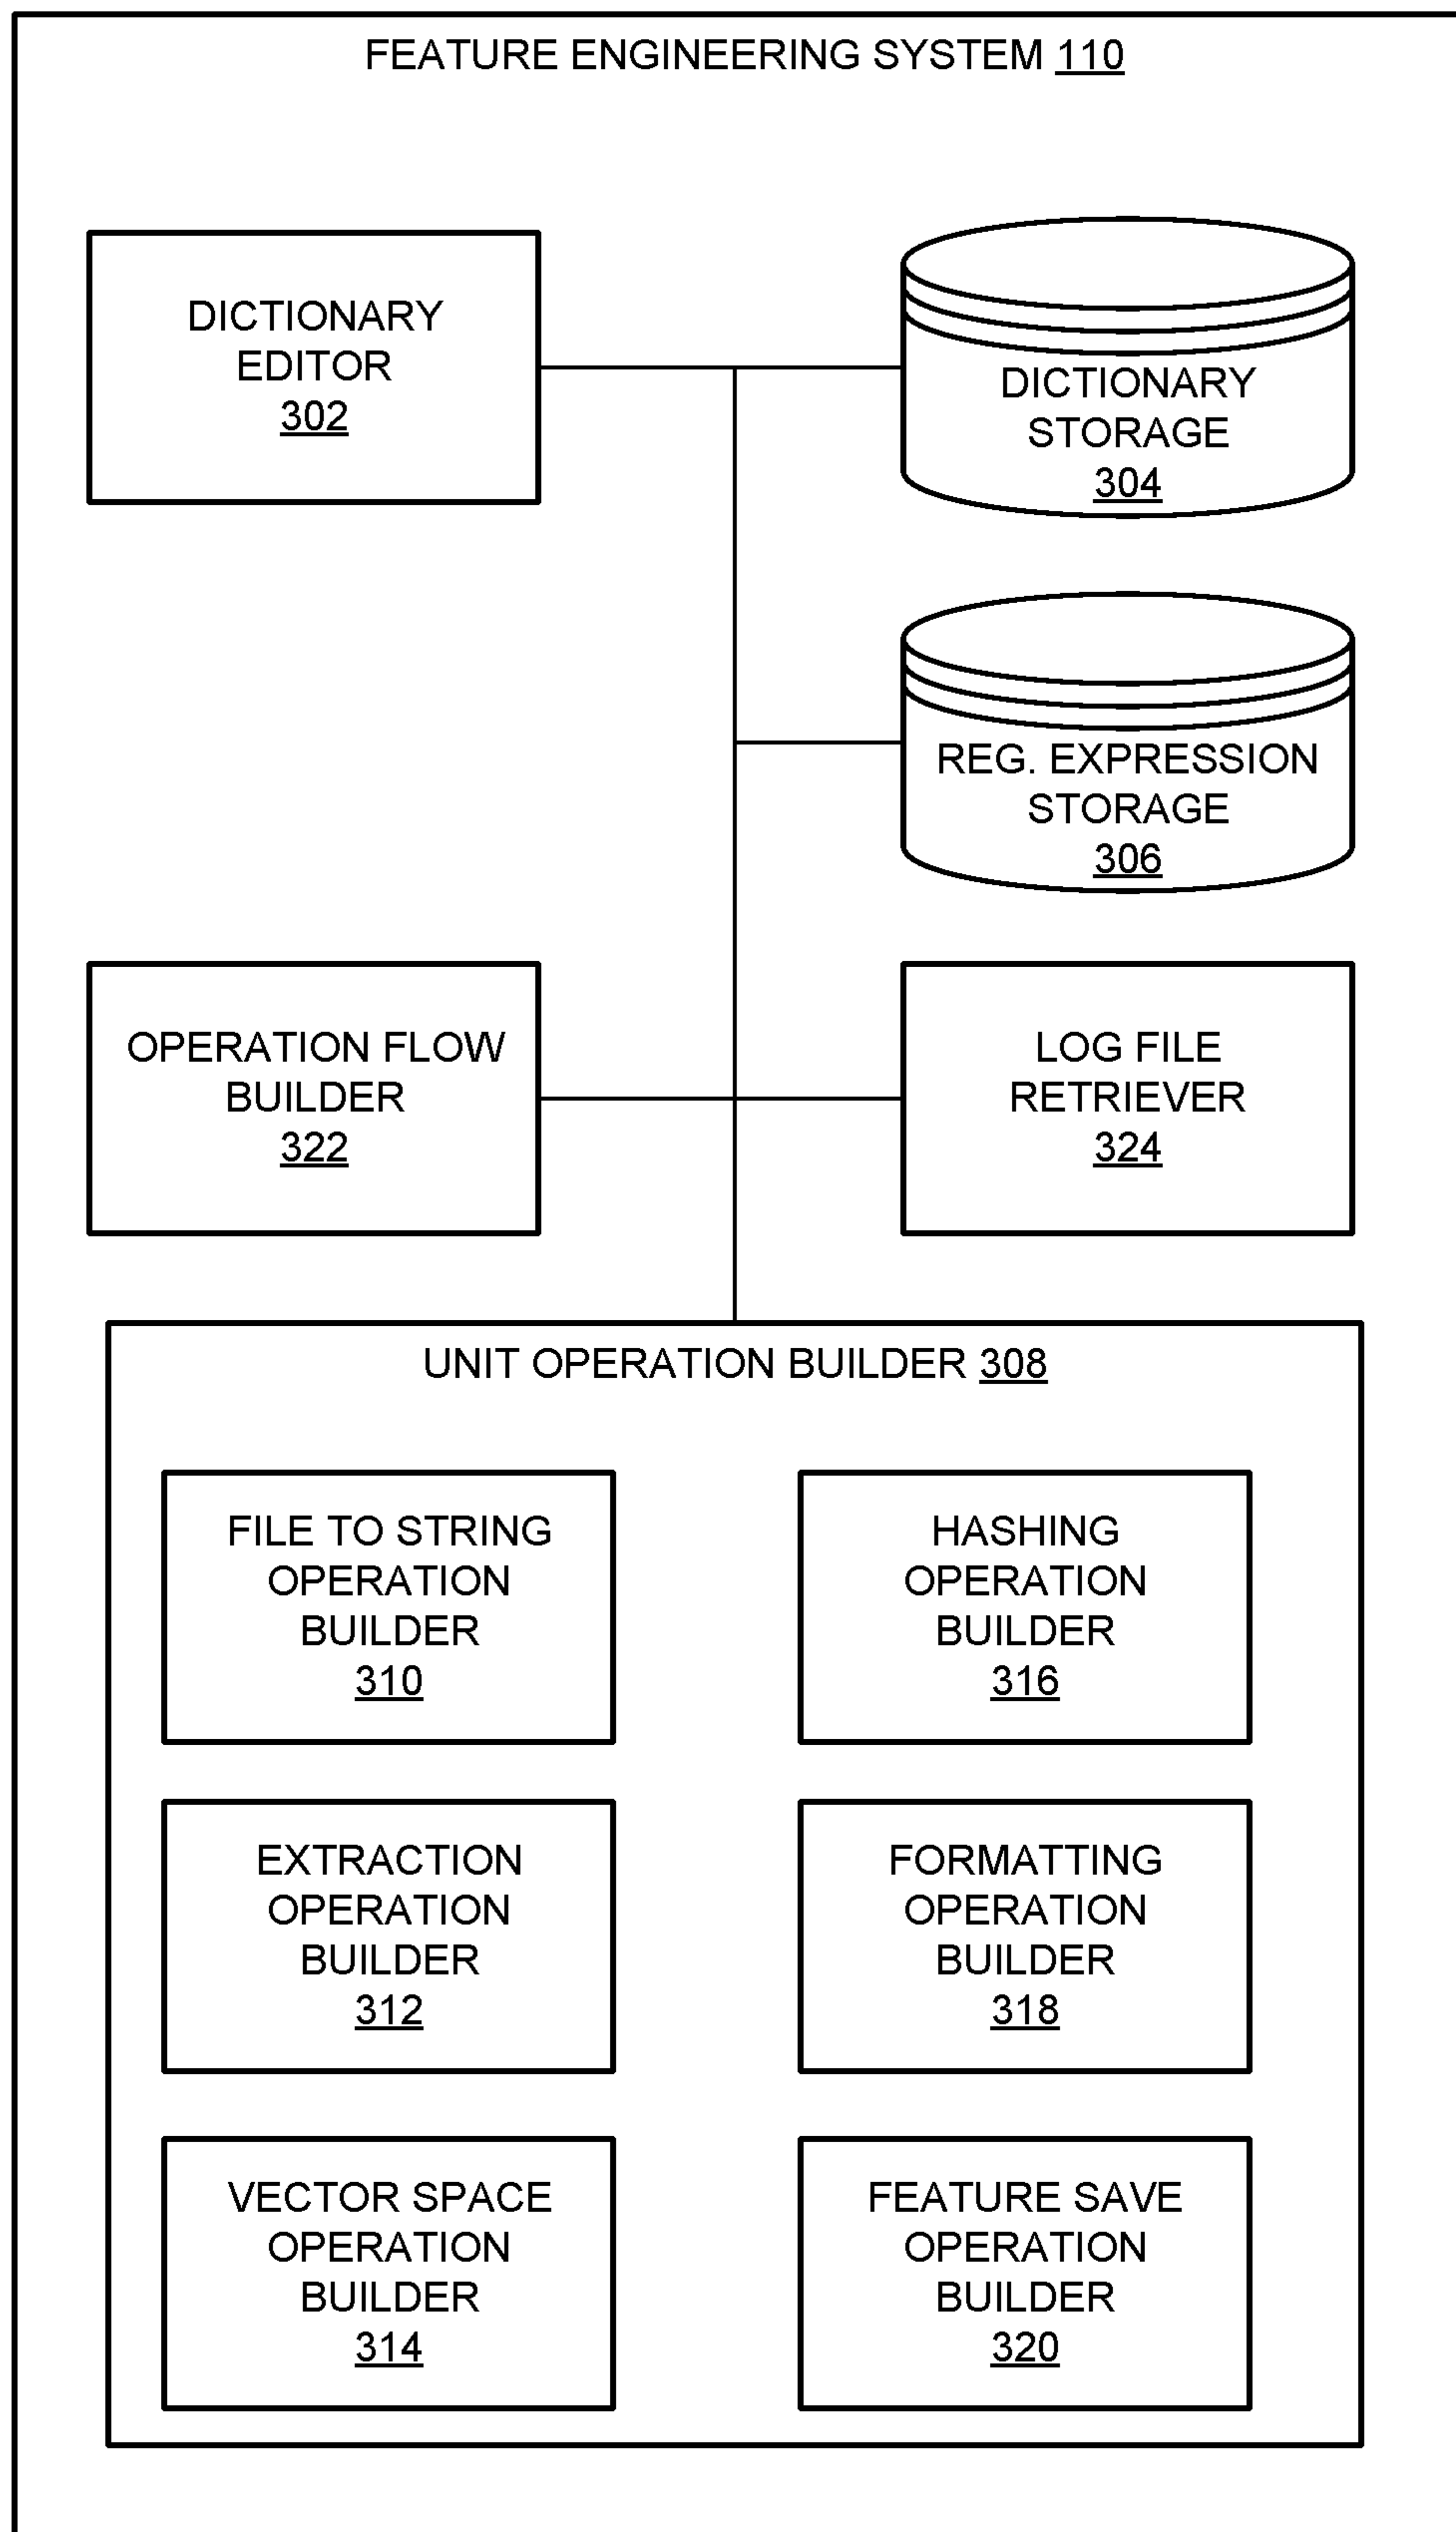 FEATURE ENGINEERING SYSTEM 110
DICTIONARY
EDITOR
302
DICTIONARY
STORAGE
304
REG. EXPRESSION
STORAGE
306
OPERATION FLOW
BUILDER
322
LOG FILE
RETRIEVER
324
UNIT OPERATION BUILDER 308
FILE TO STRING
OPERATION
BUILDER
310
HASHING
OPERATION
BUILDER
316
EXTRACTION
OPERATION
BUILDER
312
FORMATTING
OPERATION
BUILDER
318
VECTOR SPACE
OPERATION
BUILDER
314
FEATURE SAVE
OPERATION
BUILDER
320